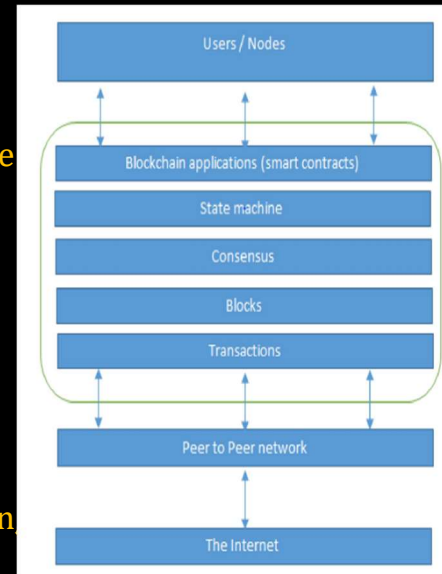 Users / Nodes
e
Blockchain applications (smart contracts)
State machine
Consensus
Blocks
Transactions
Peer to Peer network
n,
The Internet